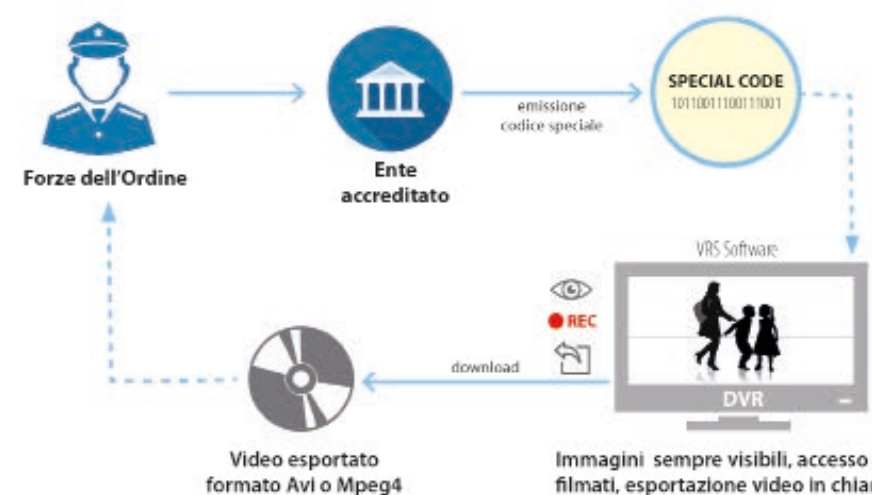 Forze dell'Ordine
Ente
accreditato
emissione
codice speciale
SPECIAL CODE
10110011100111001
VRS Software
REC
DVR
download
Video esportato
formato Avi o Mpeg4
Immagini sempre visibili, accesso
filmati, esportazione video in